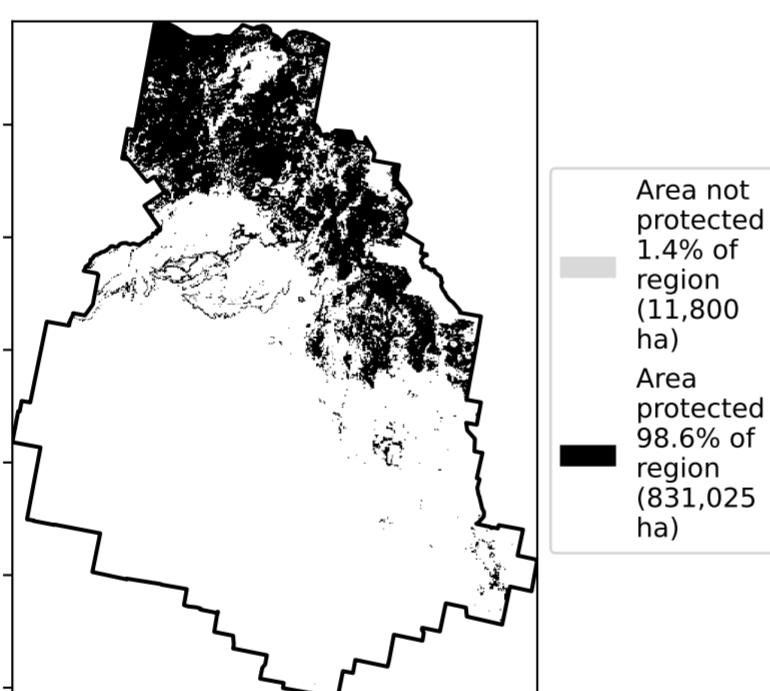 Area not
protected
1.4% of
region
(11,800
ha)
Area
protected
98.6% of
region
(831,025
ha)